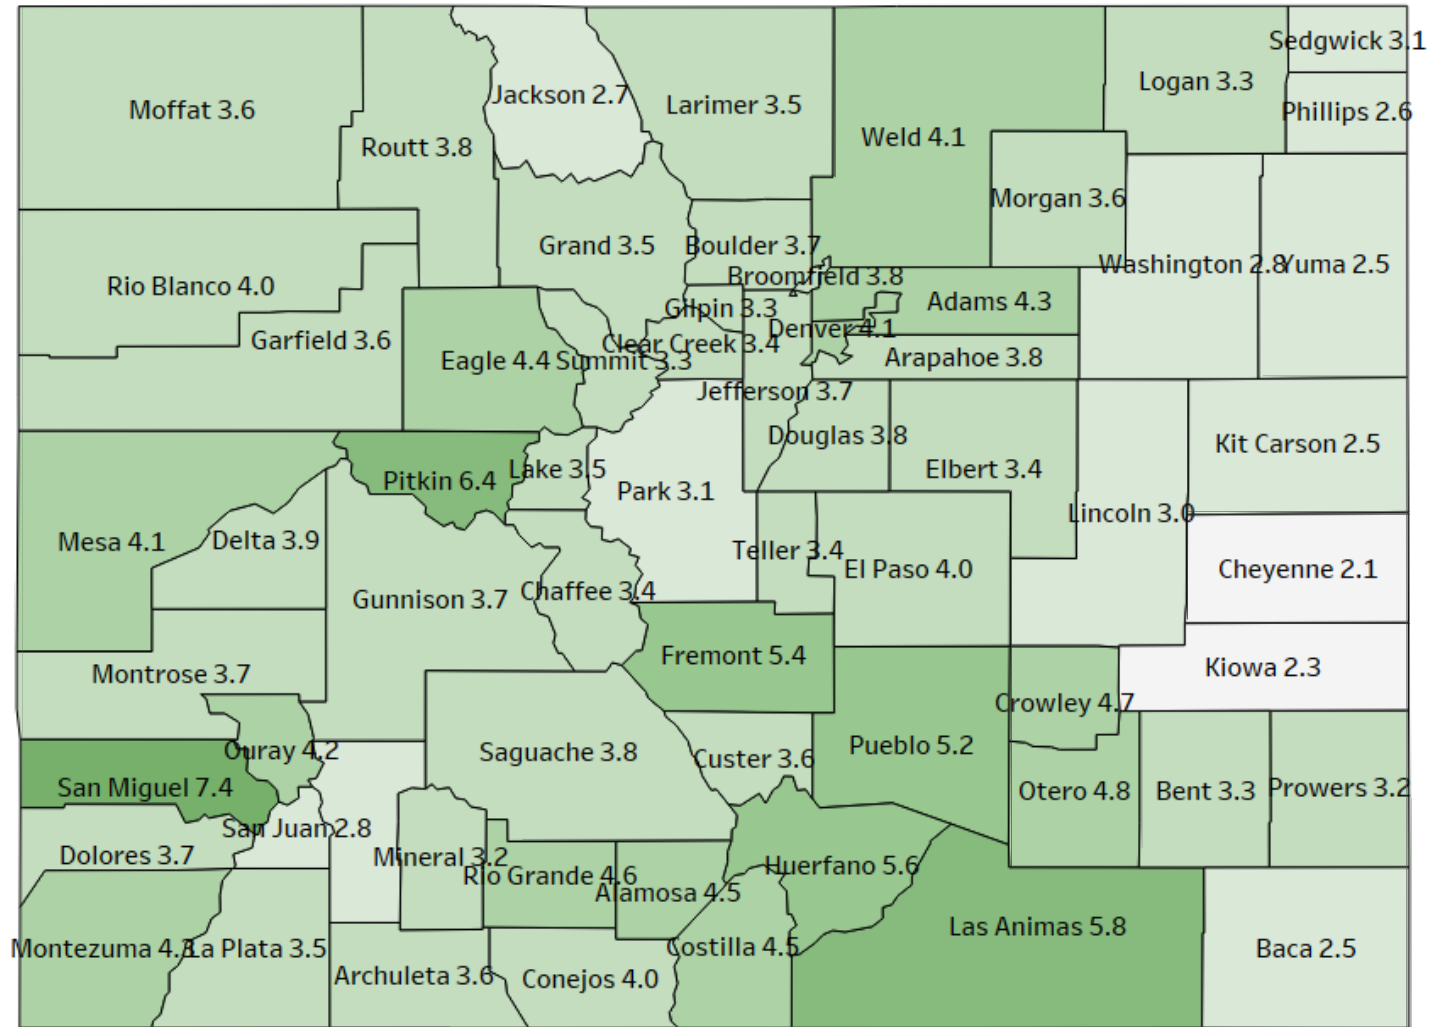 Sedgwick 3.1
Logan 3.3
Jackson 2.7
Larimer 3.5
Moffat 3.6
Phillips 2.6
Weld 4.1
Routt 3.8
Morgan 3.6
Grand 3.5
Boulder 3.7
Washington 2.8
Yuma 2.5
Broomfield 3.8
Rio Blanco 4.0
Adams 4.3
Gilpin 3.3
Denver 4.1
Garfield 3.6
Clear Creek 3.4
Eagle 4.4
Summit 3.3
Arapahoe 3.8
Jefferson 3.7
Douglas 3.8
Kit Carson 2.5
Lake 3.5
Elbert 3.4
Pitkin 6.4
Park 3.1
Lincoln 3.0
Mesa 4.1
Delta 3.9
Teller 3.4
El Paso 4.0
Cheyenne 2.1
Chaffee 3.4
Gunnison 3.7
Fremont 5.4
Kiowa 2.3
Montrose 3.7
Crowley 4.7
Pueblo 5.2
Ouray 4.2
Saguache 3.8
Custer 3.6
San Miguel 7.4
Otero 4.8
Bent 3.3
Prowers 3.2
San Juan 2.8
Dolores 3.7
Mineral 3.2
Huerfano 5.6
Rio Grande 4.6
Alamosa 4.5
Las Animas 5.8
Montezuma 4.3
La Plata 3.5
Costilla 4.5
Baca 2.5
Archuleta 3.6
Conejos 4.0